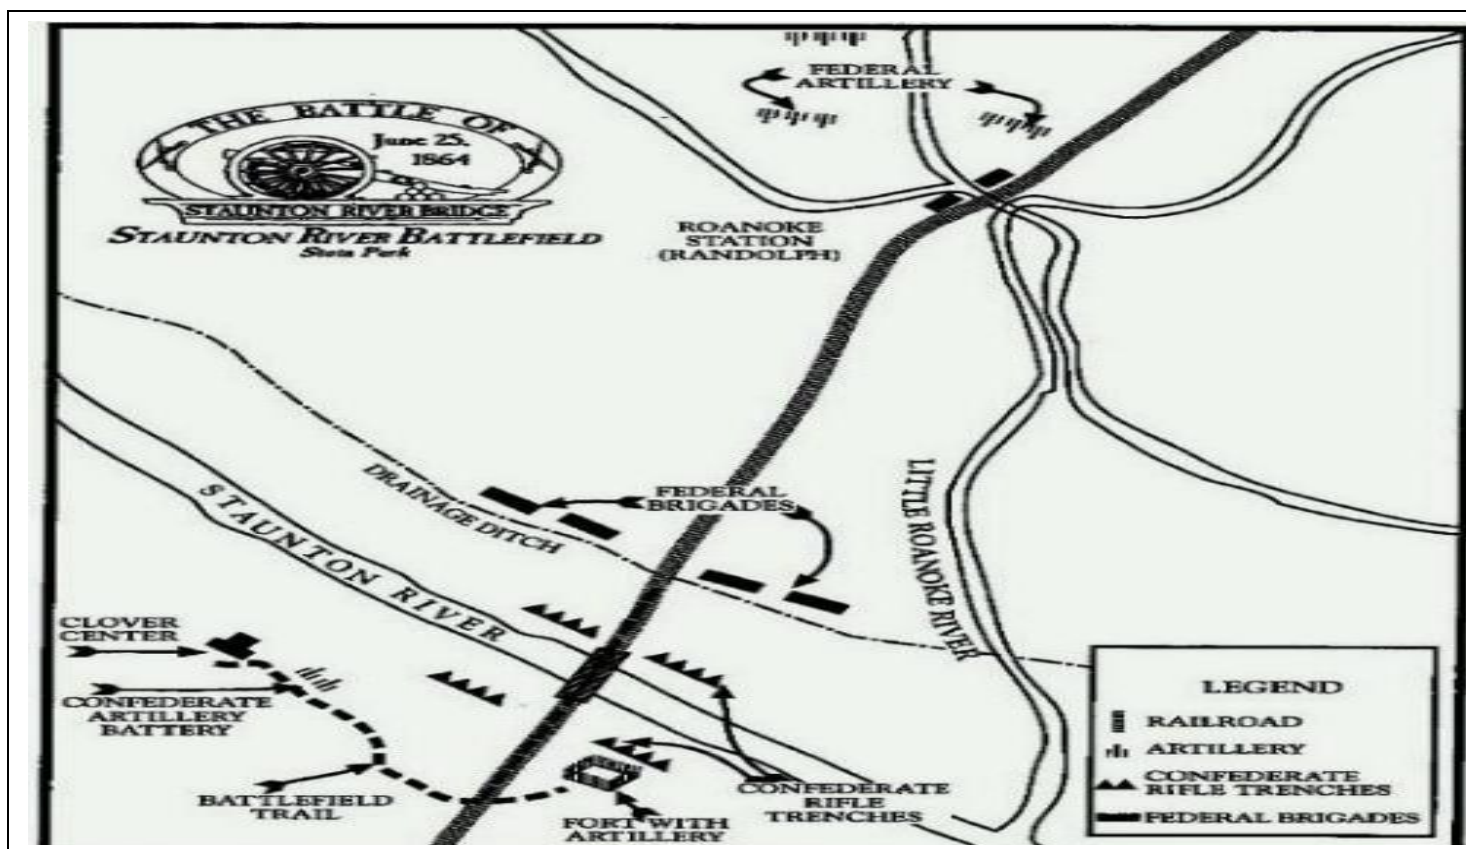 THE BATTLE OF
June 25,
1864
STAUNTON RIVER BRIDGE
STAUNTON RIVER BATTLEFIELD
State Park
FEDERAL
ARTILLERY
ROANOKE
STATION
(RANDOLPH)
DRAINAGE DITCH
FEDERAL
BRIGADES
LITTLE ROANOKE RIVER
STAUNTON RIVER
CLOVER
CENTER
CONFEDERATE
ARTILLERY
BATTERY
BATTLEFIELD
TRAIL
FORT WITH
ARTILLERY
CONFEDERATE
RIFLE
TRENCHES
LEGEND
RAILROAD
ARTILLERY
CONFEDERATE
RIFLE TRENCHES
FEDERAL BRIGADES